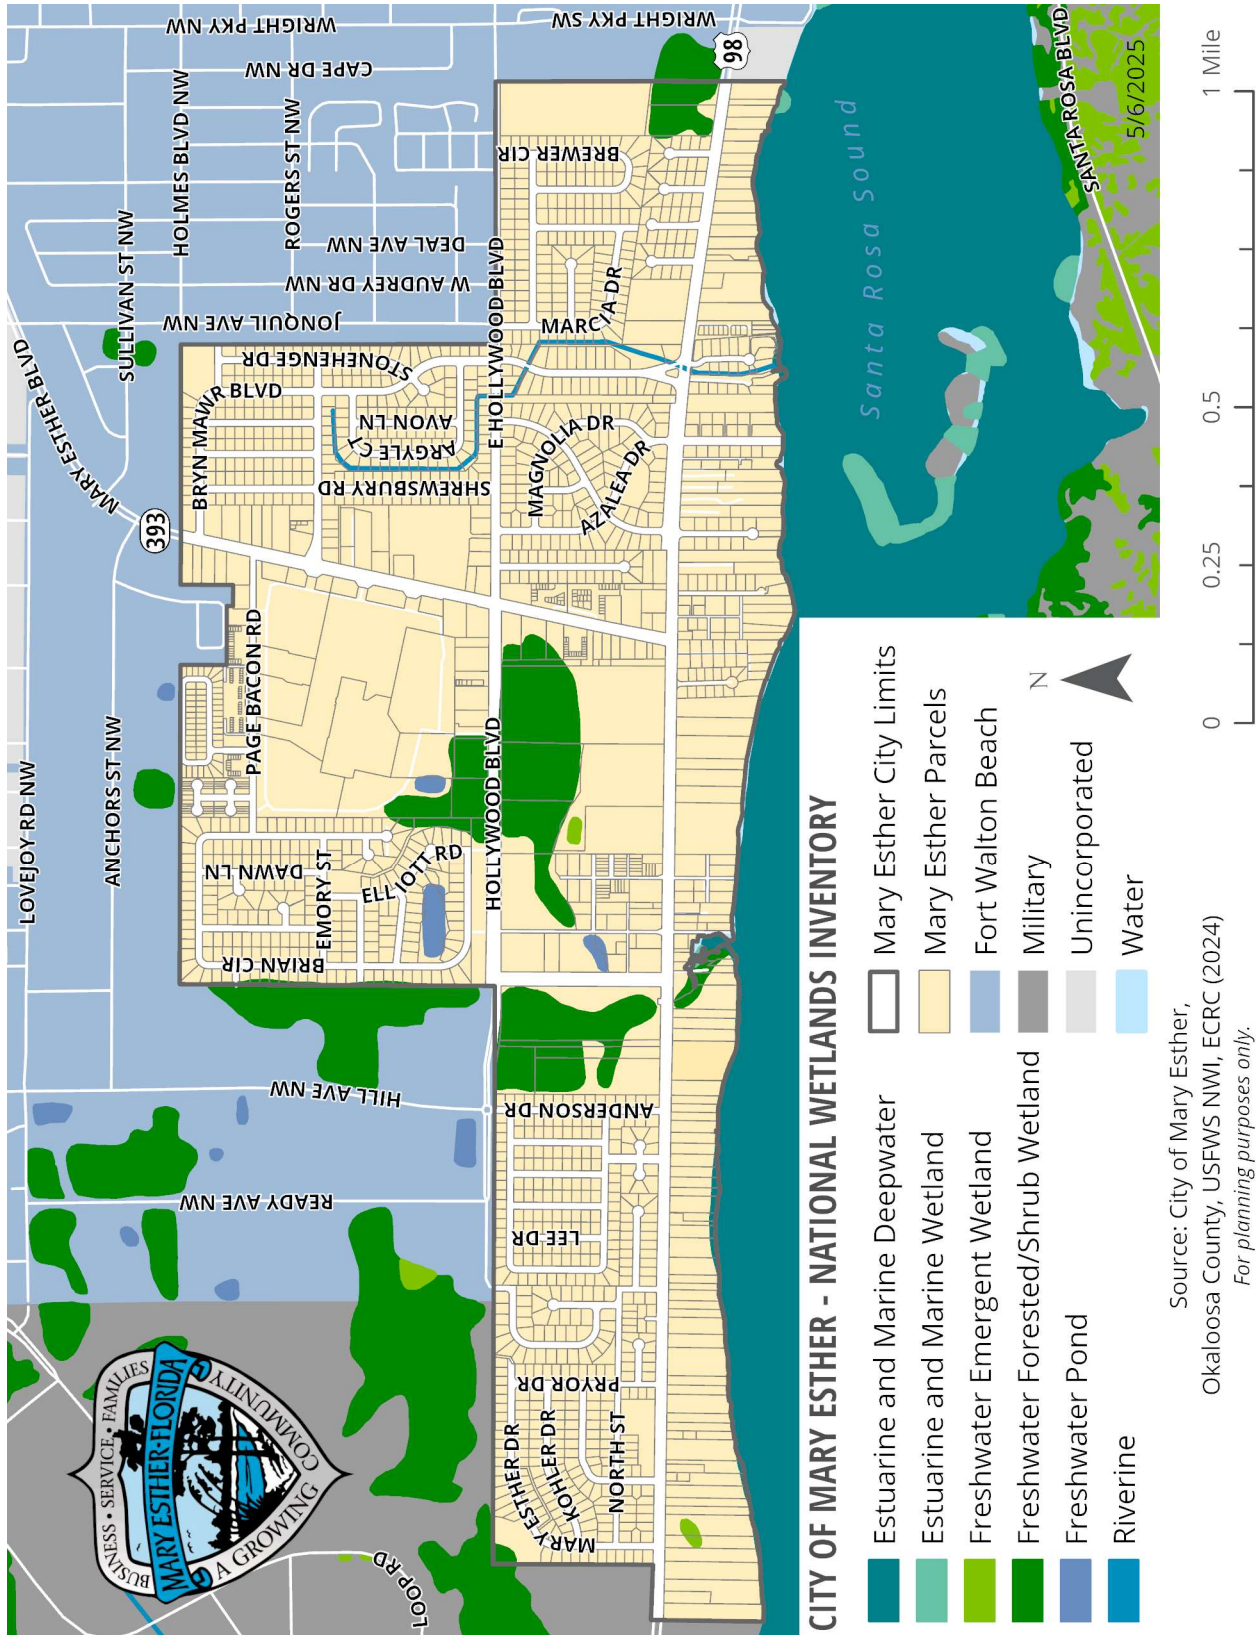 BUSINESS • SERVICE • FAMILIES
MARY ESTHER-FLORIDA
A GROWING COMMUNITY
LOVEJOY RD NW
ANCHORS ST NW
MARY ESTHER BLVD
393
SULLIVAN ST NW
HOLMES BLVD NW
ROGERS ST NW
WRIGHT PKY NW
CAPE DR NW
WRIGHT PKY SW
98
READY AVE NW
HILL AVE NW
LOOP RD
BRIAN CIR
DAWN LN
EMORY ST
ELLIOTT RD
PAGE BACON RD
BRYN MAWR BLVD
STONEHENGE DR
AVON LN
ARGYLE CT
SHREWSBURY RD
JONQUIL AVE NW
W AUDREY DR NW
DEAL AVE NW
HOLLYWOOD BLVD
E HOLLYWOOD BLVD
MARY ESTHER DR
KOHLER DR
PRYOR DR
NORTH ST
LEE DR
ANDERSON DR
MAGNOLIA DR
AZALEA DR
MARCIA DR
BREWER CIR
Santa Rosa Sound
SANTA ROSA BLVD
5/6/2025
CITY OF MARY ESTHER - NATIONAL WETLANDS INVENTORY
Estuarine and Marine Deepwater
Estuarine and Marine Wetland
Freshwater Emergent Wetland
Freshwater Forested/Shrub Wetland
Freshwater Pond
Riverine
Mary Esther City Limits
Mary Esther Parcels
Fort Walton Beach
Military
Unincorporated
Water
N
Source: City of Mary Esther,
Okaloosa County, USFWS NWI, ECRC (2024)
For planning purposes only.
0 0.25 0.5 1 Mile